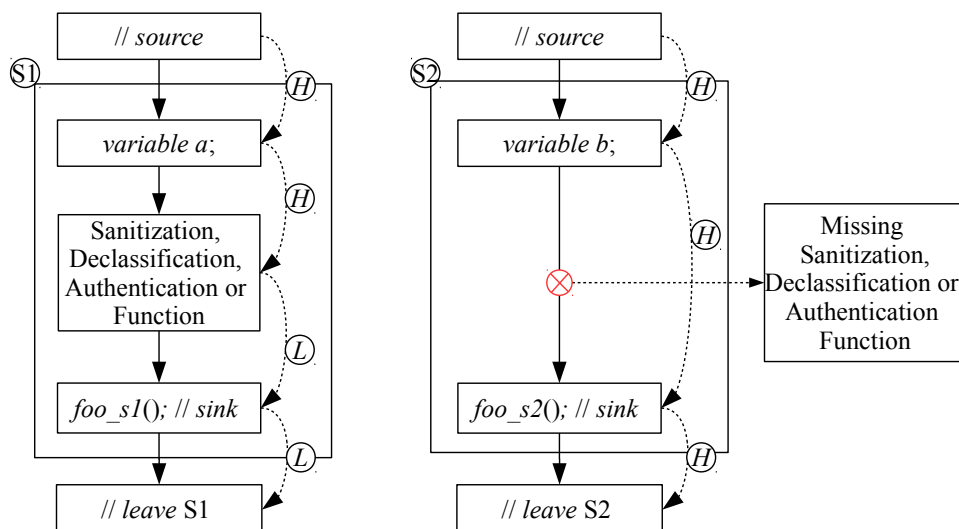 // source
S1
H
variable a;
H
Sanitization,
Declassification,
Authentication or
Function
L
foo_s1(); // sink
L
// leave S1
// source
S2
H
variable b;
H
Missing
Sanitization,
Declassification or
Authentication
Function
foo_s2(); // sink
H
// leave S2